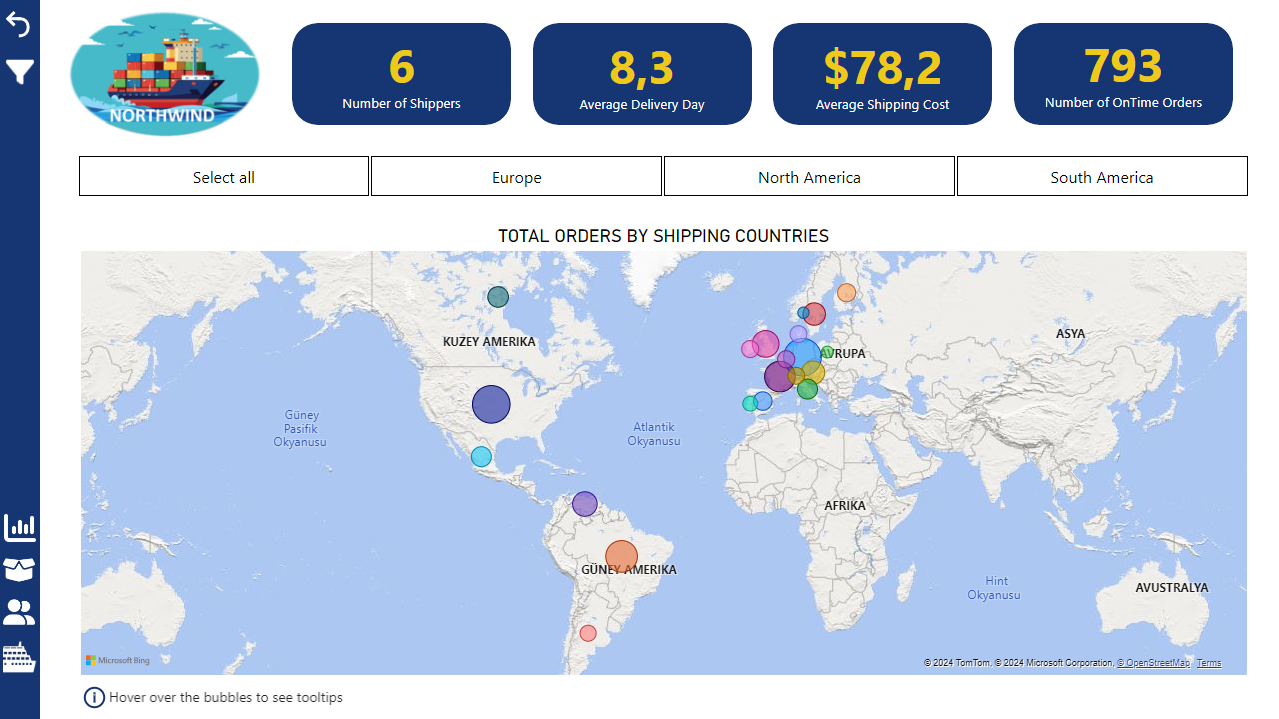 NORTHWIND
6
Number of Shippers
8,3
Average Delivery Day
$78,2
Average Shipping Cost
793
Number of OnTime Orders
Select all
Europe
North America
South America
TOTAL ORDERS BY SHIPPING COUNTRIES
KUZEY AMERIKA
AVRUPA
ASYA
Güney
Pasifik
Okyanusu
Atlantik
Okyanusu
AFRIKA
GÜNEY AMERIKA
Hint
Okyanusu
AVUSTRALYA
Microsoft Bing
© 2024 TomTom, © 2024 Microsoft Corporation, © OpenStreetMap Terms
Hover over the bubbles to see tooltips